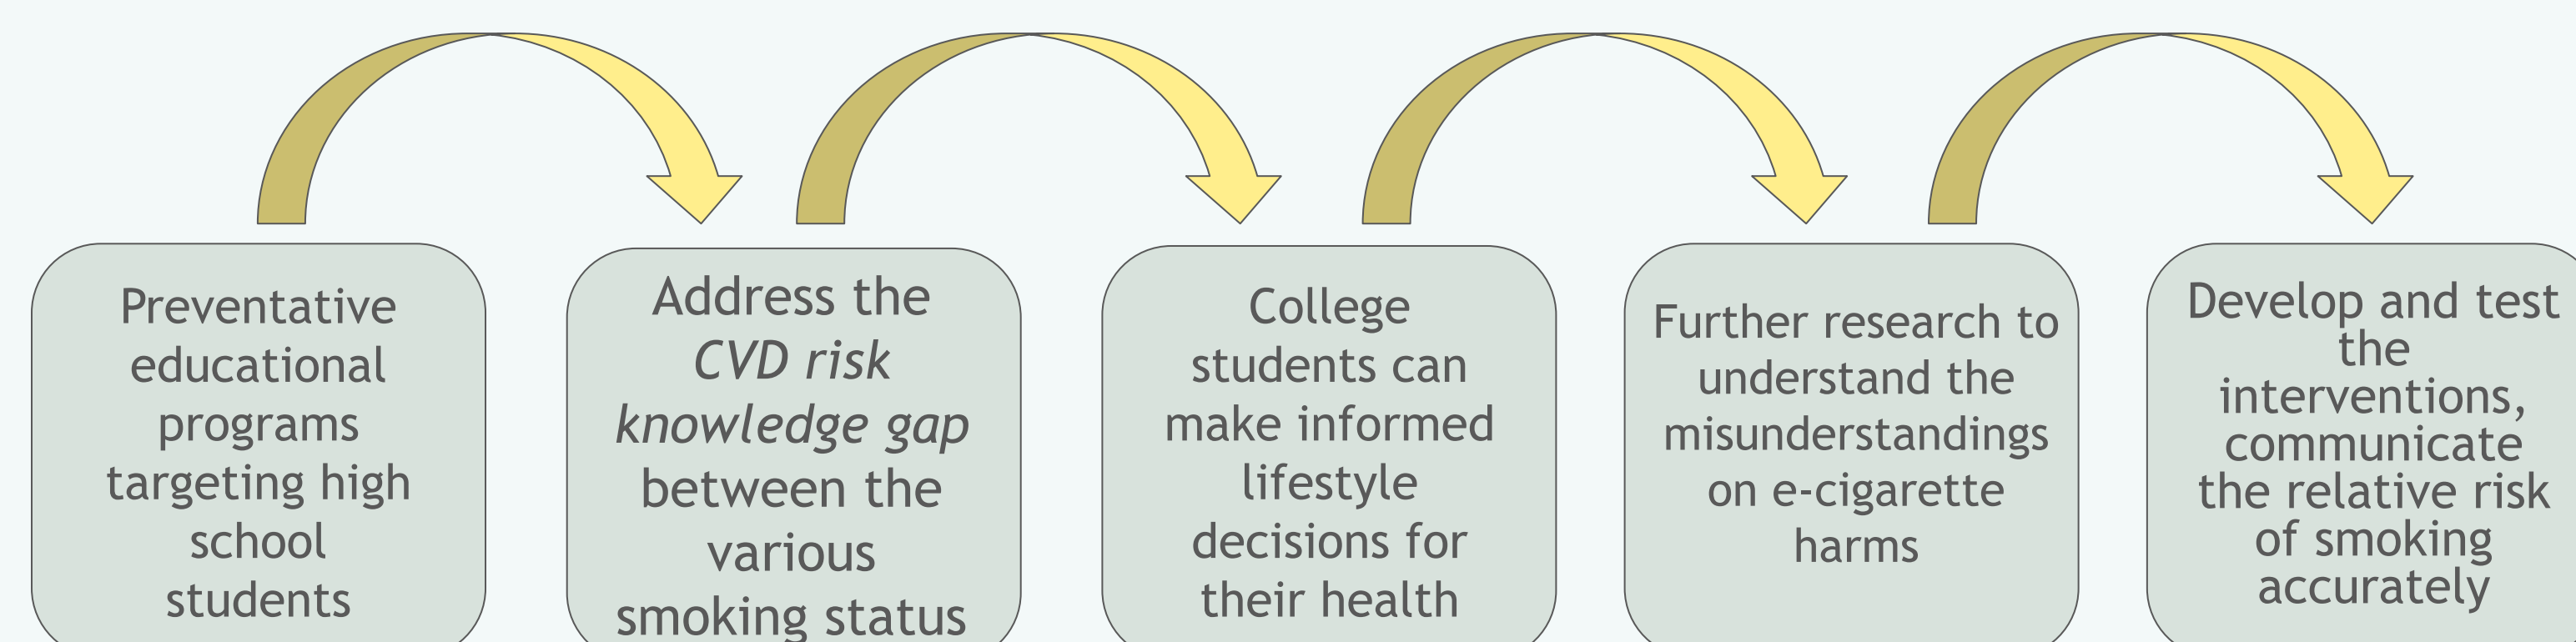 Preventative
educational
programs
targeting high
school
students
Address the
CVD risk
knowledge gap
between the
various
smoking status
College
students can
make informed
lifestyle
decisions for
their health
Further research to
understand the
misunderstandings
on e-cigarette
harms
Develop and test
the
interventions,
communicate
the relative risk
of smoking
accurately